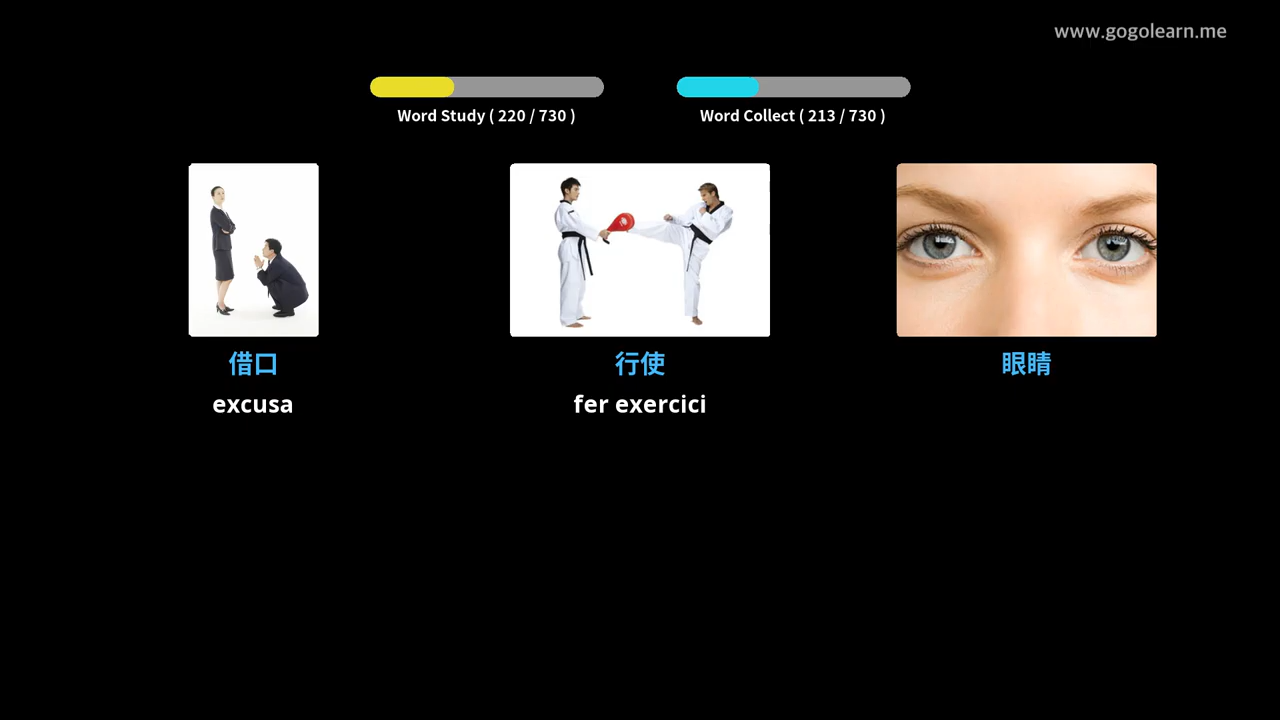 www.gogolearn.me
Word Study ( 220 / 730 )
Word Collect ( 213 / 730 )
借口
行使
眼睛
excusa
fer exercici